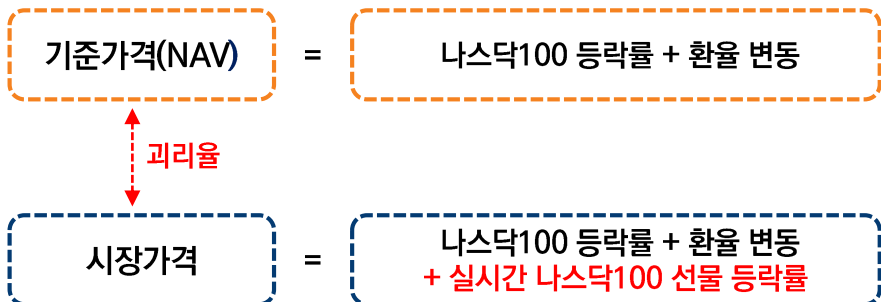 기준가격(NAV) = 나스닥100 등락률 + 환율 변동
괴리율
시장가격 = 나스닥100 등락률 + 환율 변동
+ 실시간 나스닥100 선물 등락률